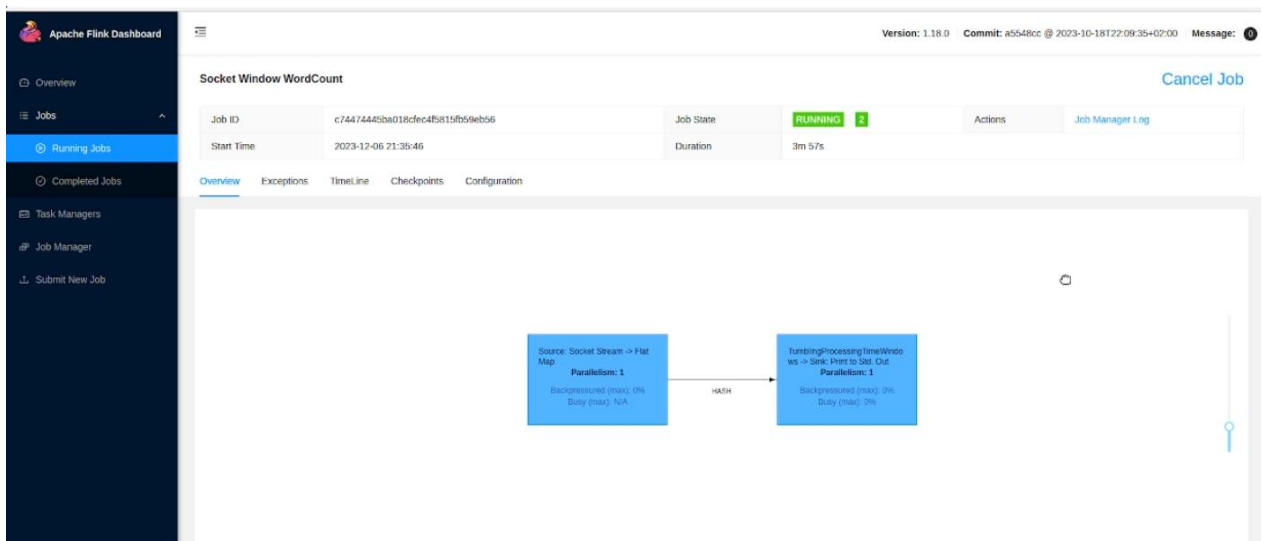 Apache Flink Dashboard
Version: 1.18.0 Commit: a5548cc @ 2023-10-18T22:09:35+02:00 Message: 0
Overview
Jobs
Running Jobs
Completed Jobs
Task Managers
Job Manager
Submit New Job
Socket Window WordCount
Cancel Job
Job ID c74474445ba018cfec4f5815fb59eb56 Job State RUNNING 2 Actions Job Manager Log
Start Time 2023-12-06 21:35:46 Duration 3m 57s
Overview Exceptions TimeLine Checkpoints Configuration
Source: Socket Stream -> Flat
Map
Parallelism: 1
Backpressured (max): 0%
Busy (max): N/A
HASH
TumblingProcessingTimeWindo
ws -> Sink: Print to Std. Out
Parallelism: 1
Backpressured (max): 0%
Busy (max): 0%